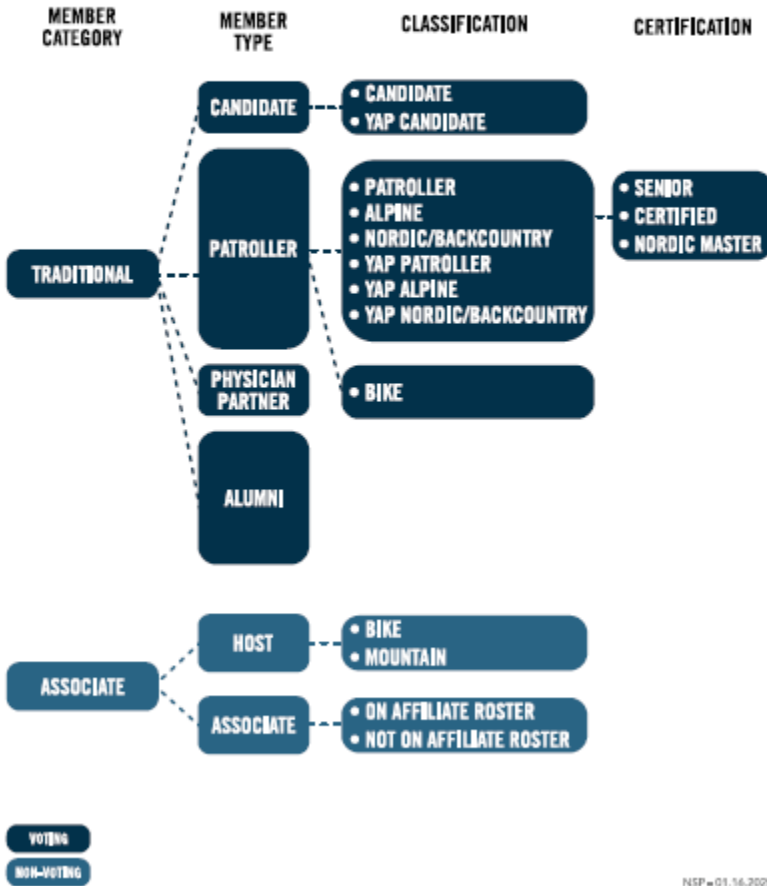 MEMBER CATEGORY
MEMBER TYPE
CLASSIFICATION
CERTIFICATION
TRADITIONAL
CANDIDATE
• CANDIDATE
• YAP CANDIDATE
PATROLLER
• PATROLLER
• ALPINE
• NORDIC/BACKCOUNTRY
• YAP PATROLLER
• YAP ALPINE
• YAP NORDIC/BACKCOUNTRY
• SENIOR
• CERTIFIED
• NORDIC MASTER
• BIKE
PHYSICIAN
PARTNER
ALUMNI
ASSOCIATE
HOST
• BIKE
• MOUNTAIN
ASSOCIATE
• ON AFFILIATE ROSTER
• NOT ON AFFILIATE ROSTER
VOTING
NON-VOTING
NSP